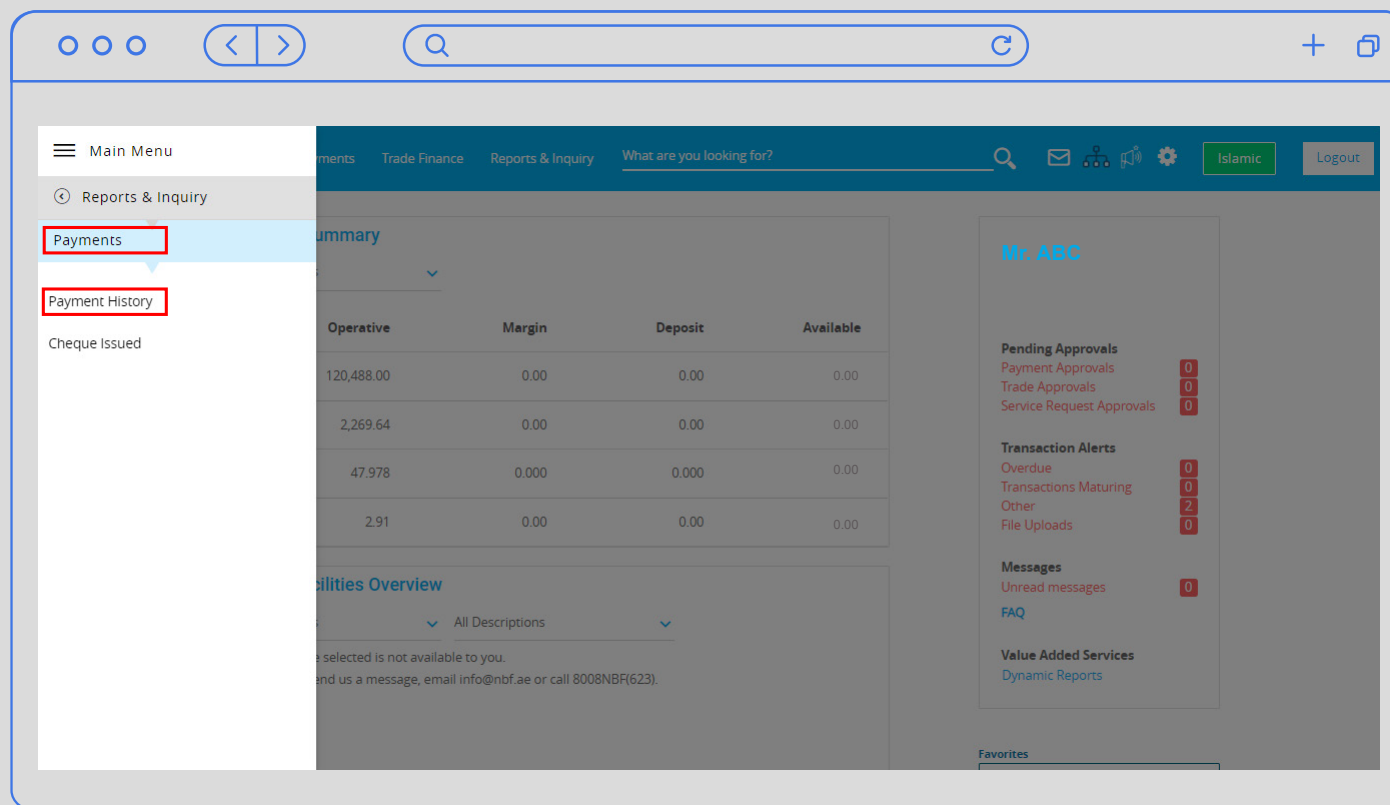 Main Menu
Trade Finance
Reports & Inquiry
What are you looking for?
Islamic
Logout
Reports & Inquiry
Payments
Payment History
Cheque Issued
Operative Margin Deposit Available
120,488.00 0.00 0.00 0.00
2,269.64 0.00 0.00 0.00
47.978 0.000 0.000 0.00
2.91 0.00 0.00 0.00
Overview
All Descriptions
selected is not available to you.
us a message, email info@nbf.ae or call 8008NBF(623).
Mr. ABC
Pending Approvals
Payment Approvals 0
Trade Approvals 0
Service Request Approvals 0
Transaction Alerts
Overdue 0
Transactions Maturing 0
Other 2
File Uploads 0
Messages
Unread messages 0
FAQ
Value Added Services
Dynamic Reports
Favorites